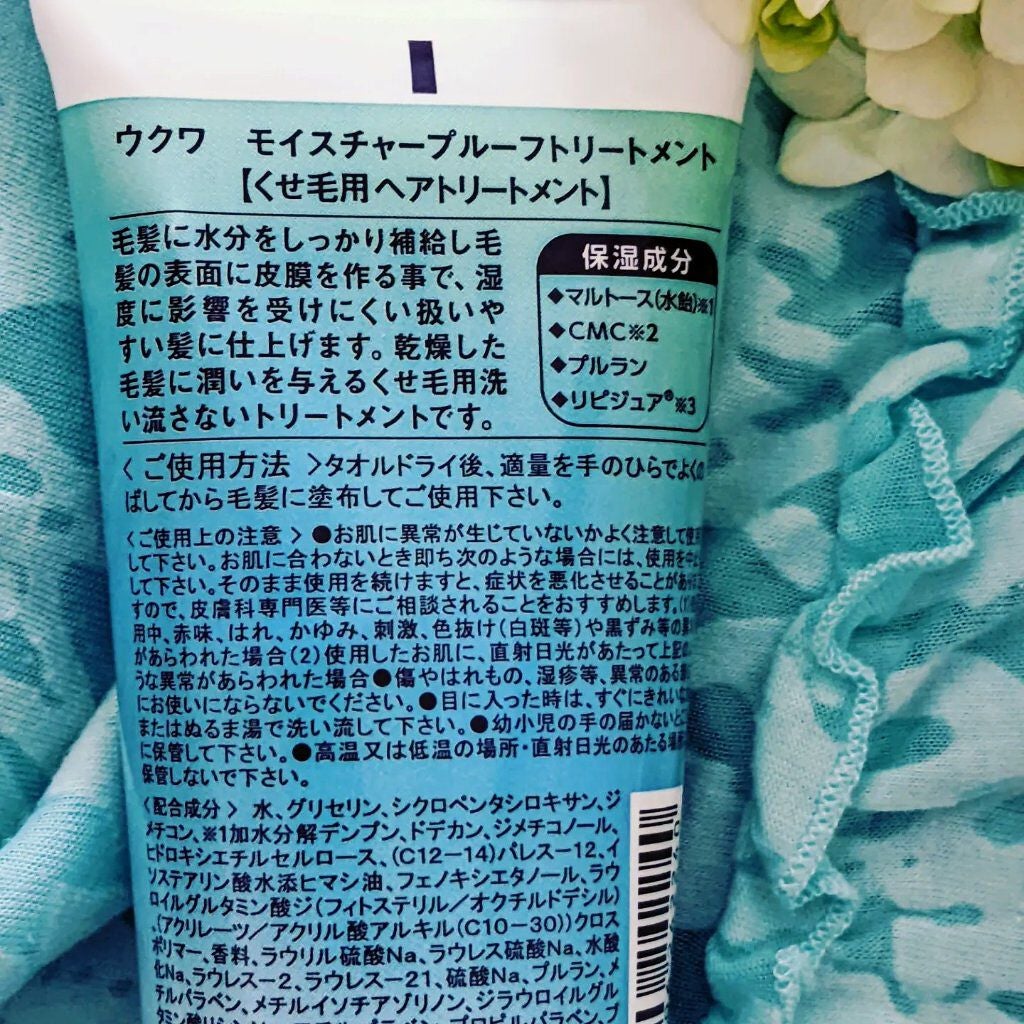 ウクワ　モイスチャープルーフトリートメント
【くせ毛用ヘアトリートメント】
毛髪に水分をしっかり補給し毛
髪の表面に皮膜を作る事で、湿
度に影響を受けにくい扱いや
すい髪に仕上げます。乾燥した
毛髪に潤いを与えるくせ毛用洗
い流さないトリートメントです。
保湿成分
◆マルトース(水飴)※1
◆CMC※2
◆プルラン
◆リピジュア®※3
〈ご使用方法〉タオルドライ後、適量を手のひらでよく
ばしてから毛髪に塗布してご使用下さい。
〈ご使用上の注意〉●お肌に異常が生じていないかよく注意して使
して下さい。お肌に合わないとき即ち次のような場合には、使用を中
して下さい。そのまま使用を続けますと、症状を悪化させることがあ
すので、皮膚科専門医等にご相談されることをおすすめします。(1)
用中、赤味、はれ、かゆみ、刺激、色抜け(白斑等)や黒ずみ等の
があらわれた場合(2)使用したお肌に、直射日光があたって上記の
うな異常があらわれた場合●傷やはれもの、湿疹等、異常のある
にお使いにならないでください。●目に入った時は、すぐにきれいな
またはぬるま湯で洗い流して下さい。●幼小児の手の届かないと
に保管して下さい。●高温又は低温の場所・直射日光のあたる場所
保管しないで下さい。
〈配合成分〉水、グリセリン、シクロペンタシロキサン、ジ
メチコン、※1加水分解デンプン、ドデカン、ジメチコノール、
ヒドロキシエチルセルロース、(C12－14)パレス－12、イ
ソステアリン酸水添ヒマシ油、フェノキシエタノール、ラウ
ロイルグルタミン酸ジ(フィトステリル／オクチルドデシル)
、(アクリレーツ／アクリル酸アルキル(C10－30))クロス
ポリマー、香料、ラウリル硫酸Na、ラウレス硫酸Na、水酸
化Na、ラウレス－2、ラウレス－21、硫酸Na、プルラン、メ
チルパラベン、メチルイソチアゾリノン、ジラウロイルグル